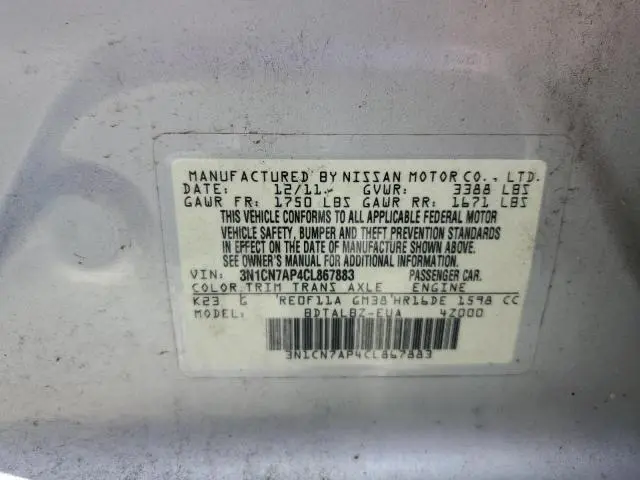 MANUFACTURED BY NISSAN MOTOR CO., LTD.
DATE: 12/11 GVWR: 3388 LBS
GAWR FR: 1750 LBS GAWR RR: 1671 LBS
THIS VEHICLE CONFORMS TO ALL APPLICABLE FEDERAL MOTOR
VEHICLE SAFETY, BUMPER AND THEFT PREVENTION STANDARDS
IN EFFECT ON THE DATE OF MANUFACTURE SHOWN ABOVE.
SEE OWNER'S MANUAL FOR ADDITIONAL INFORMATION.
VIN: 3N1CN7AP4CL867883 PASSENGER CAR.
COLOR TRIM TRANS AXLE ENGINE
K23 G RE0F11A GM38 HR16DE 1598 CC
MODEL: BDTALBZ-EUA 4Z000
3N1CN7AP4CL867883